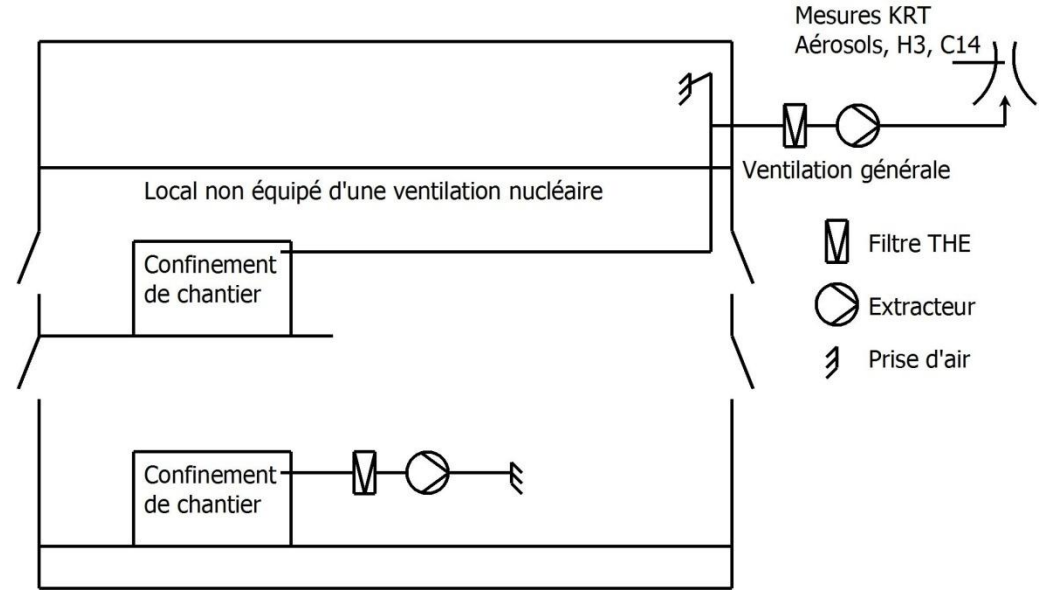 Mesures KRT
Aérosols, H3, C14
Ventilation générale
Local non équipé d'une ventilation nucléaire
Filtre THE
Confinement
de chantier
Extracteur
Prise d'air
Confinement
de chantier